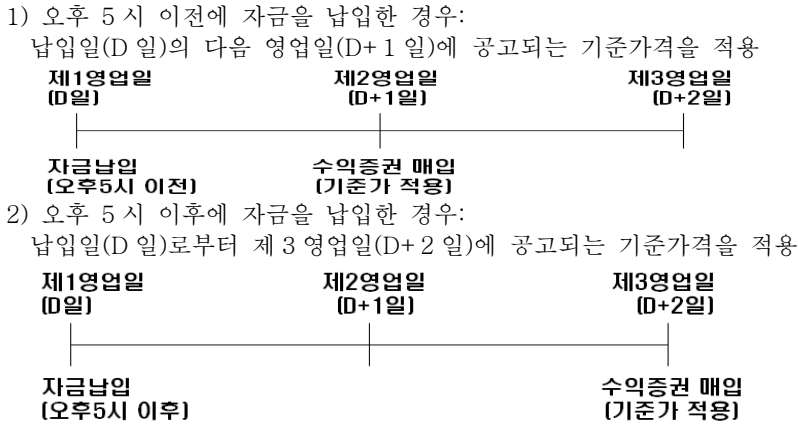 1) 오후 5시 이전에 자금을 납입한 경우:
납입일(D일)의 다음 영업일(D+1일)에 공고되는 기준가격을 적용
제1영업일 제2영업일 제3영업일
(D일) (D+1일) (D+2일)
자금납입 수익증권 매입
(오후5시 이전) (기준가 적용)
2) 오후 5시 이후에 자금을 납입한 경우:
납입일(D일)로부터 제3영업일(D+2일)에 공고되는 기준가격을 적용
제1영업일 제2영업일 제3영업일
(D일) (D+1일) (D+2일)
자금납입 수익증권 매입
(오후5시 이후) (기준가 적용)